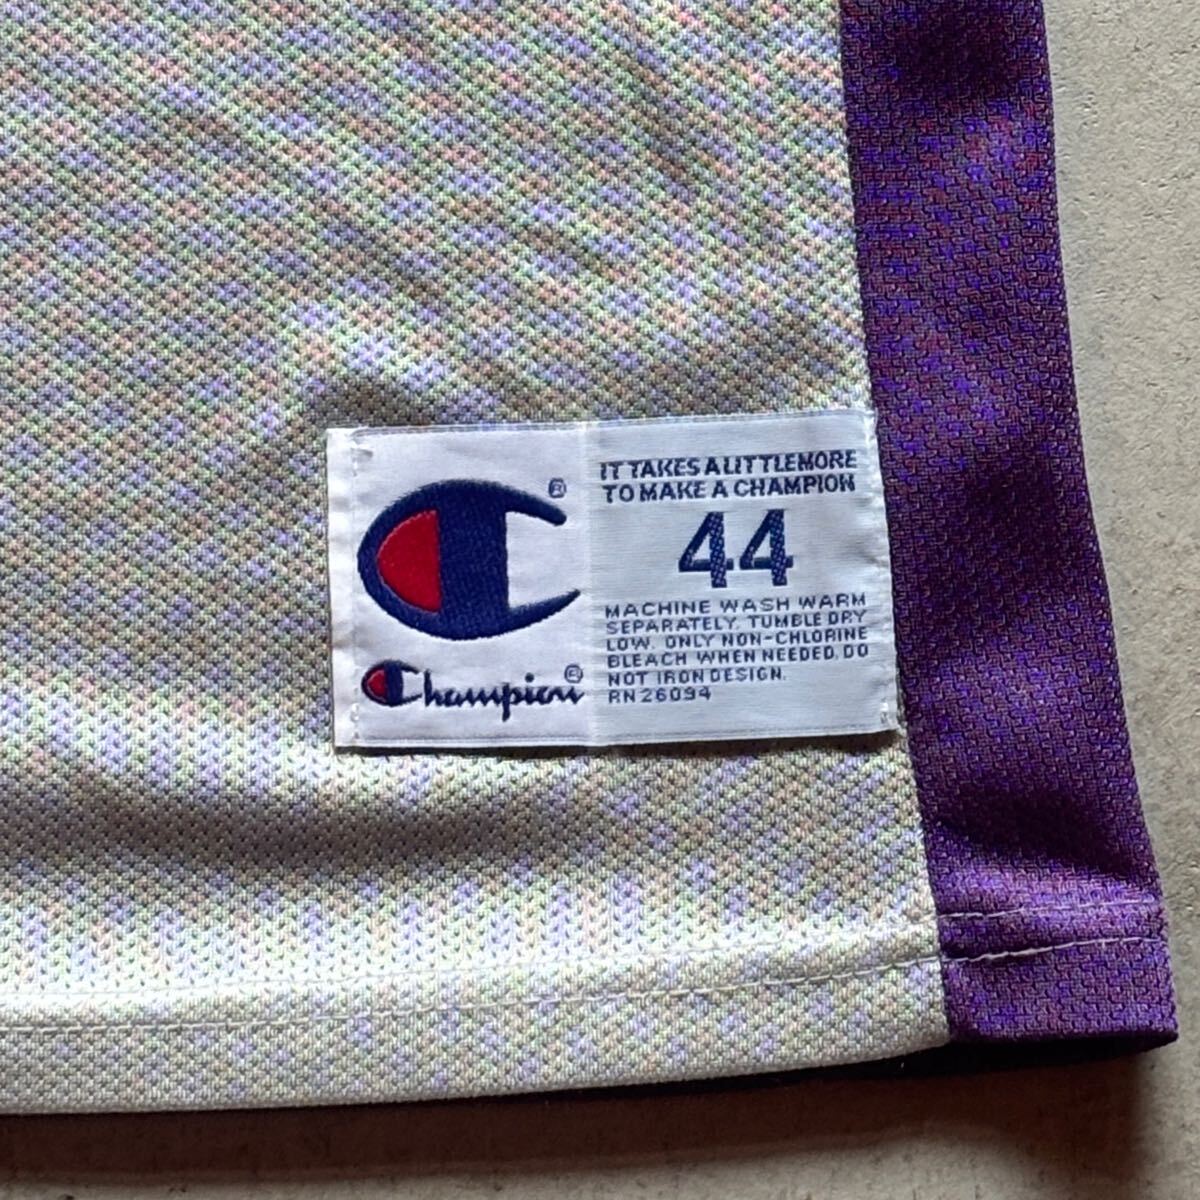 ®
Champion®
IT TAKES A LITTLE MORE
TO MAKE A CHAMPION
44
MACHINE WASH WARM
SEPARATELY, TUMBLE DRY
LOW. ONLY NON-CHLORINE
BLEACH WHEN NEEDED. DO
NOT IRON DESIGN.
RN 26094